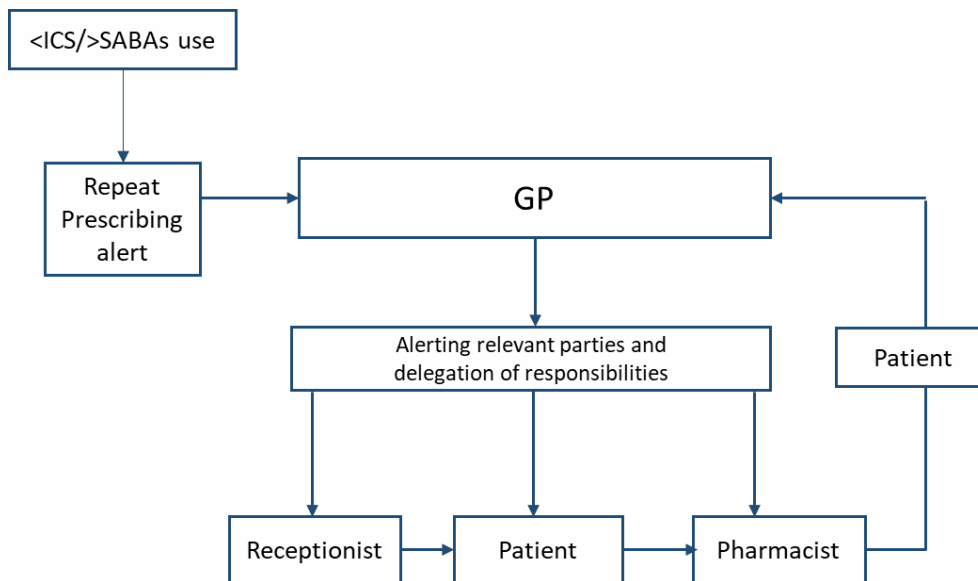 <ICS/>SABAs use
Repeat
Prescribing
alert
GP
Alerting relevant parties and
delegation of responsibilities
Patient
Receptionist
Patient
Pharmacist